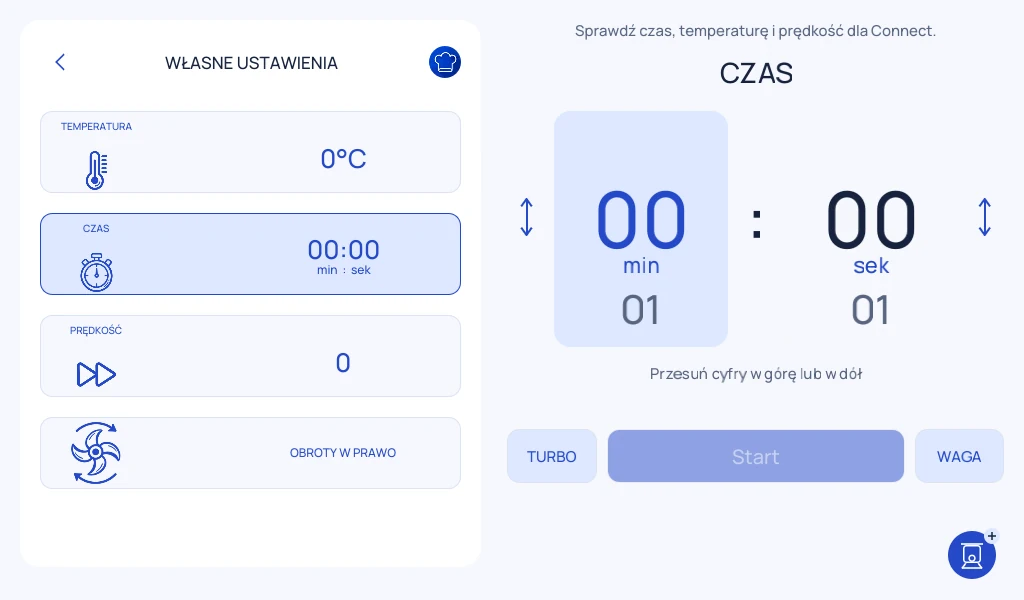 WŁASNE USTAWIENIA
TEMPERATURA
0°C
CZAS
00:00
min : sek
PRĘDKOŚĆ
0
OBROTY W PRAWO
Sprawdź czas, temperaturę i prędkość dla Connect.
CZAS
00 : 00
min sek
01 01
Przesuń cyfry w górę lub w dół
TURBO Start WAGA
+